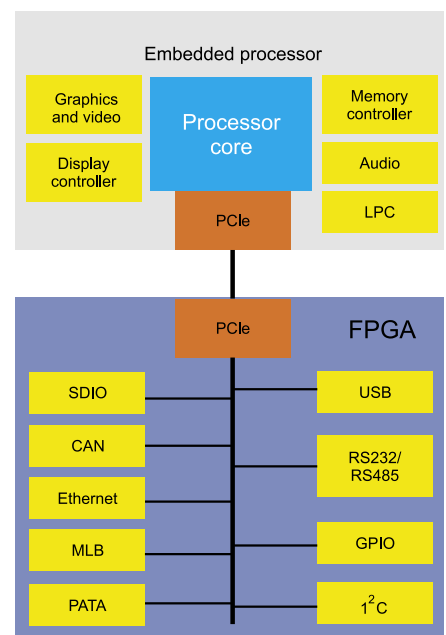 Embedded processor
Graphics
and video
Processor
core
Memory
controller
Display
controller
Audio
LPC
PCIe
PCIe
FPGA
SDIO
USB
CAN
RS232/
RS485
Ethernet
MLB
GPIO
PATA
1²C